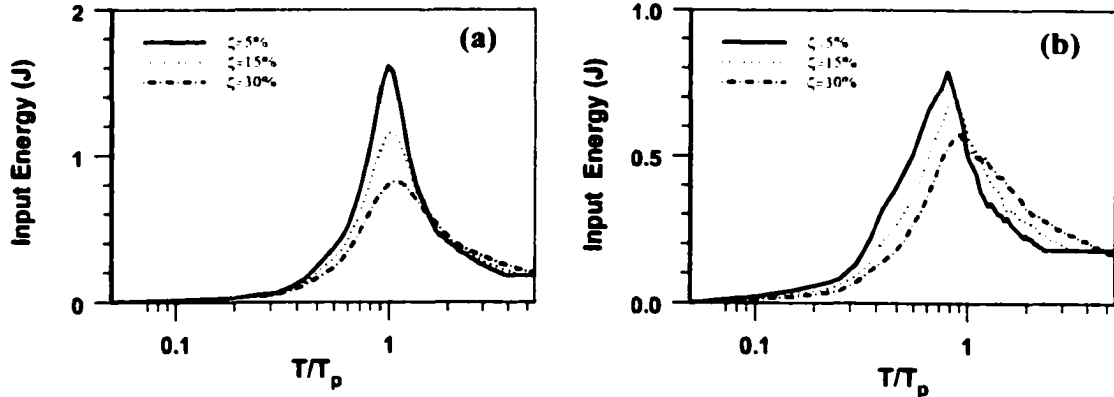 (a)
Input Energy (J)
2
1
0
ζ=5%
ζ=15%
ζ=30%
0.1
1
T/Tp
(b)
Input Energy (J)
1.0
0.5
0.0
ζ 5%
ζ=15%
ζ=30%
0.1
1
T/Tp